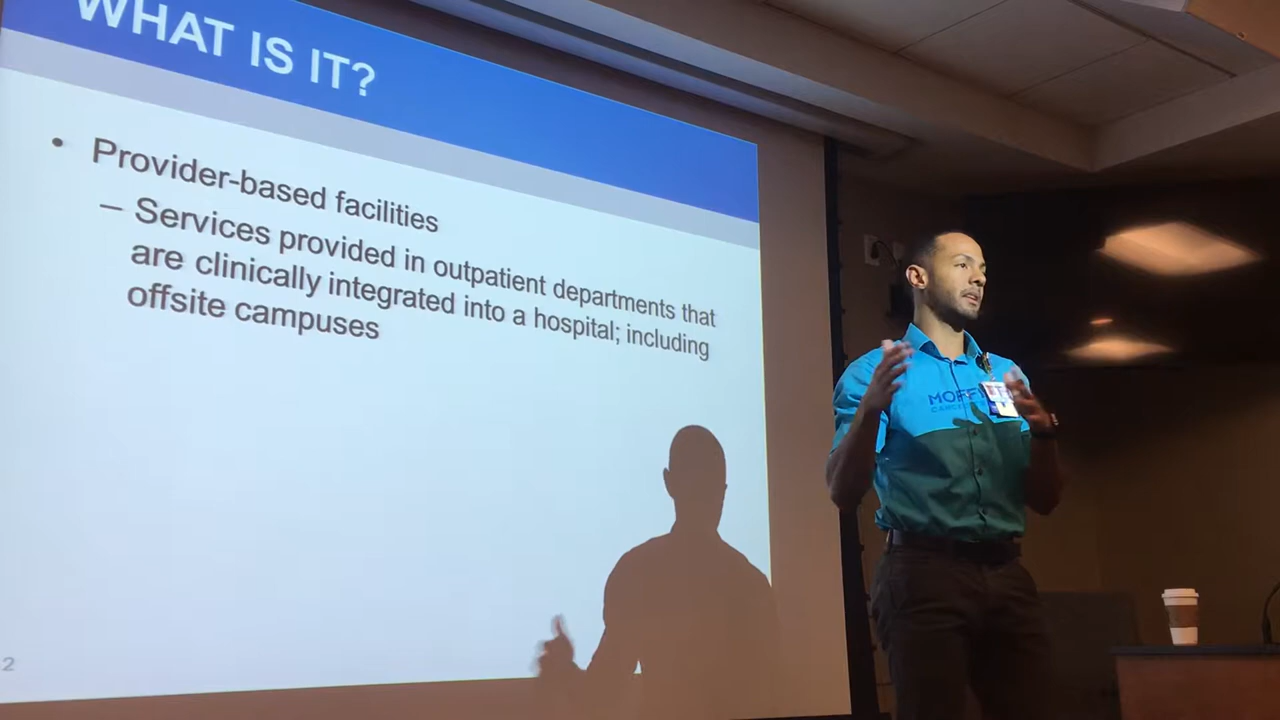 WHAT IS IT?
• Provider-based facilities
– Services provided in outpatient departments that
are clinically integrated into a hospital; including
offsite campuses
2